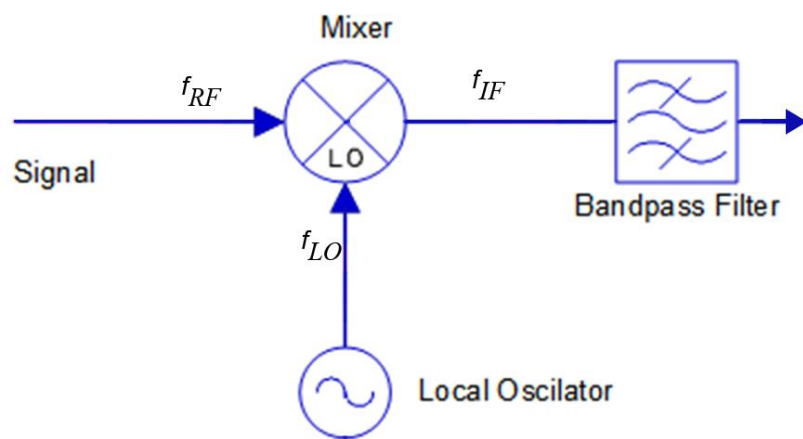 Mixer
fRF
fIF
LO
Signal
Bandpass Filter
fLO
Local Oscilator